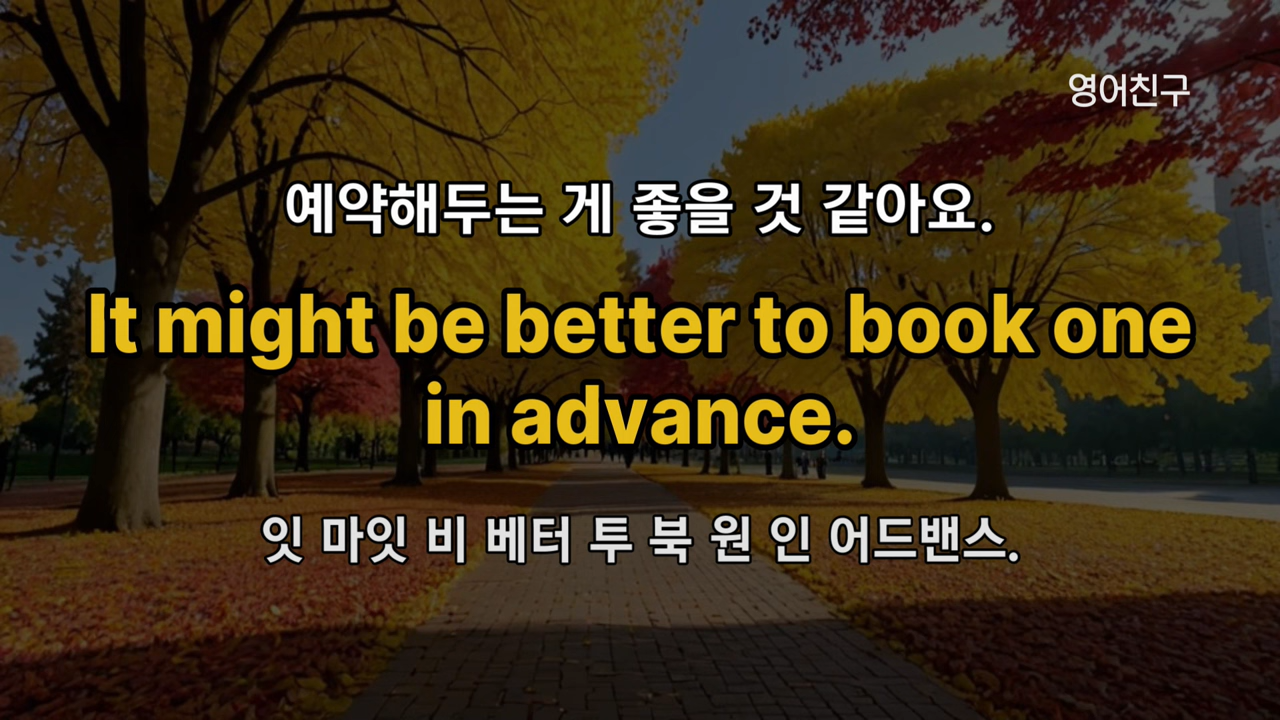 영어친구
예약해두는 게 좋을 것 같아요.
It might be better to book one
in advance.
잇 마잇 비 베터 투 북 원 인 어드밴스.